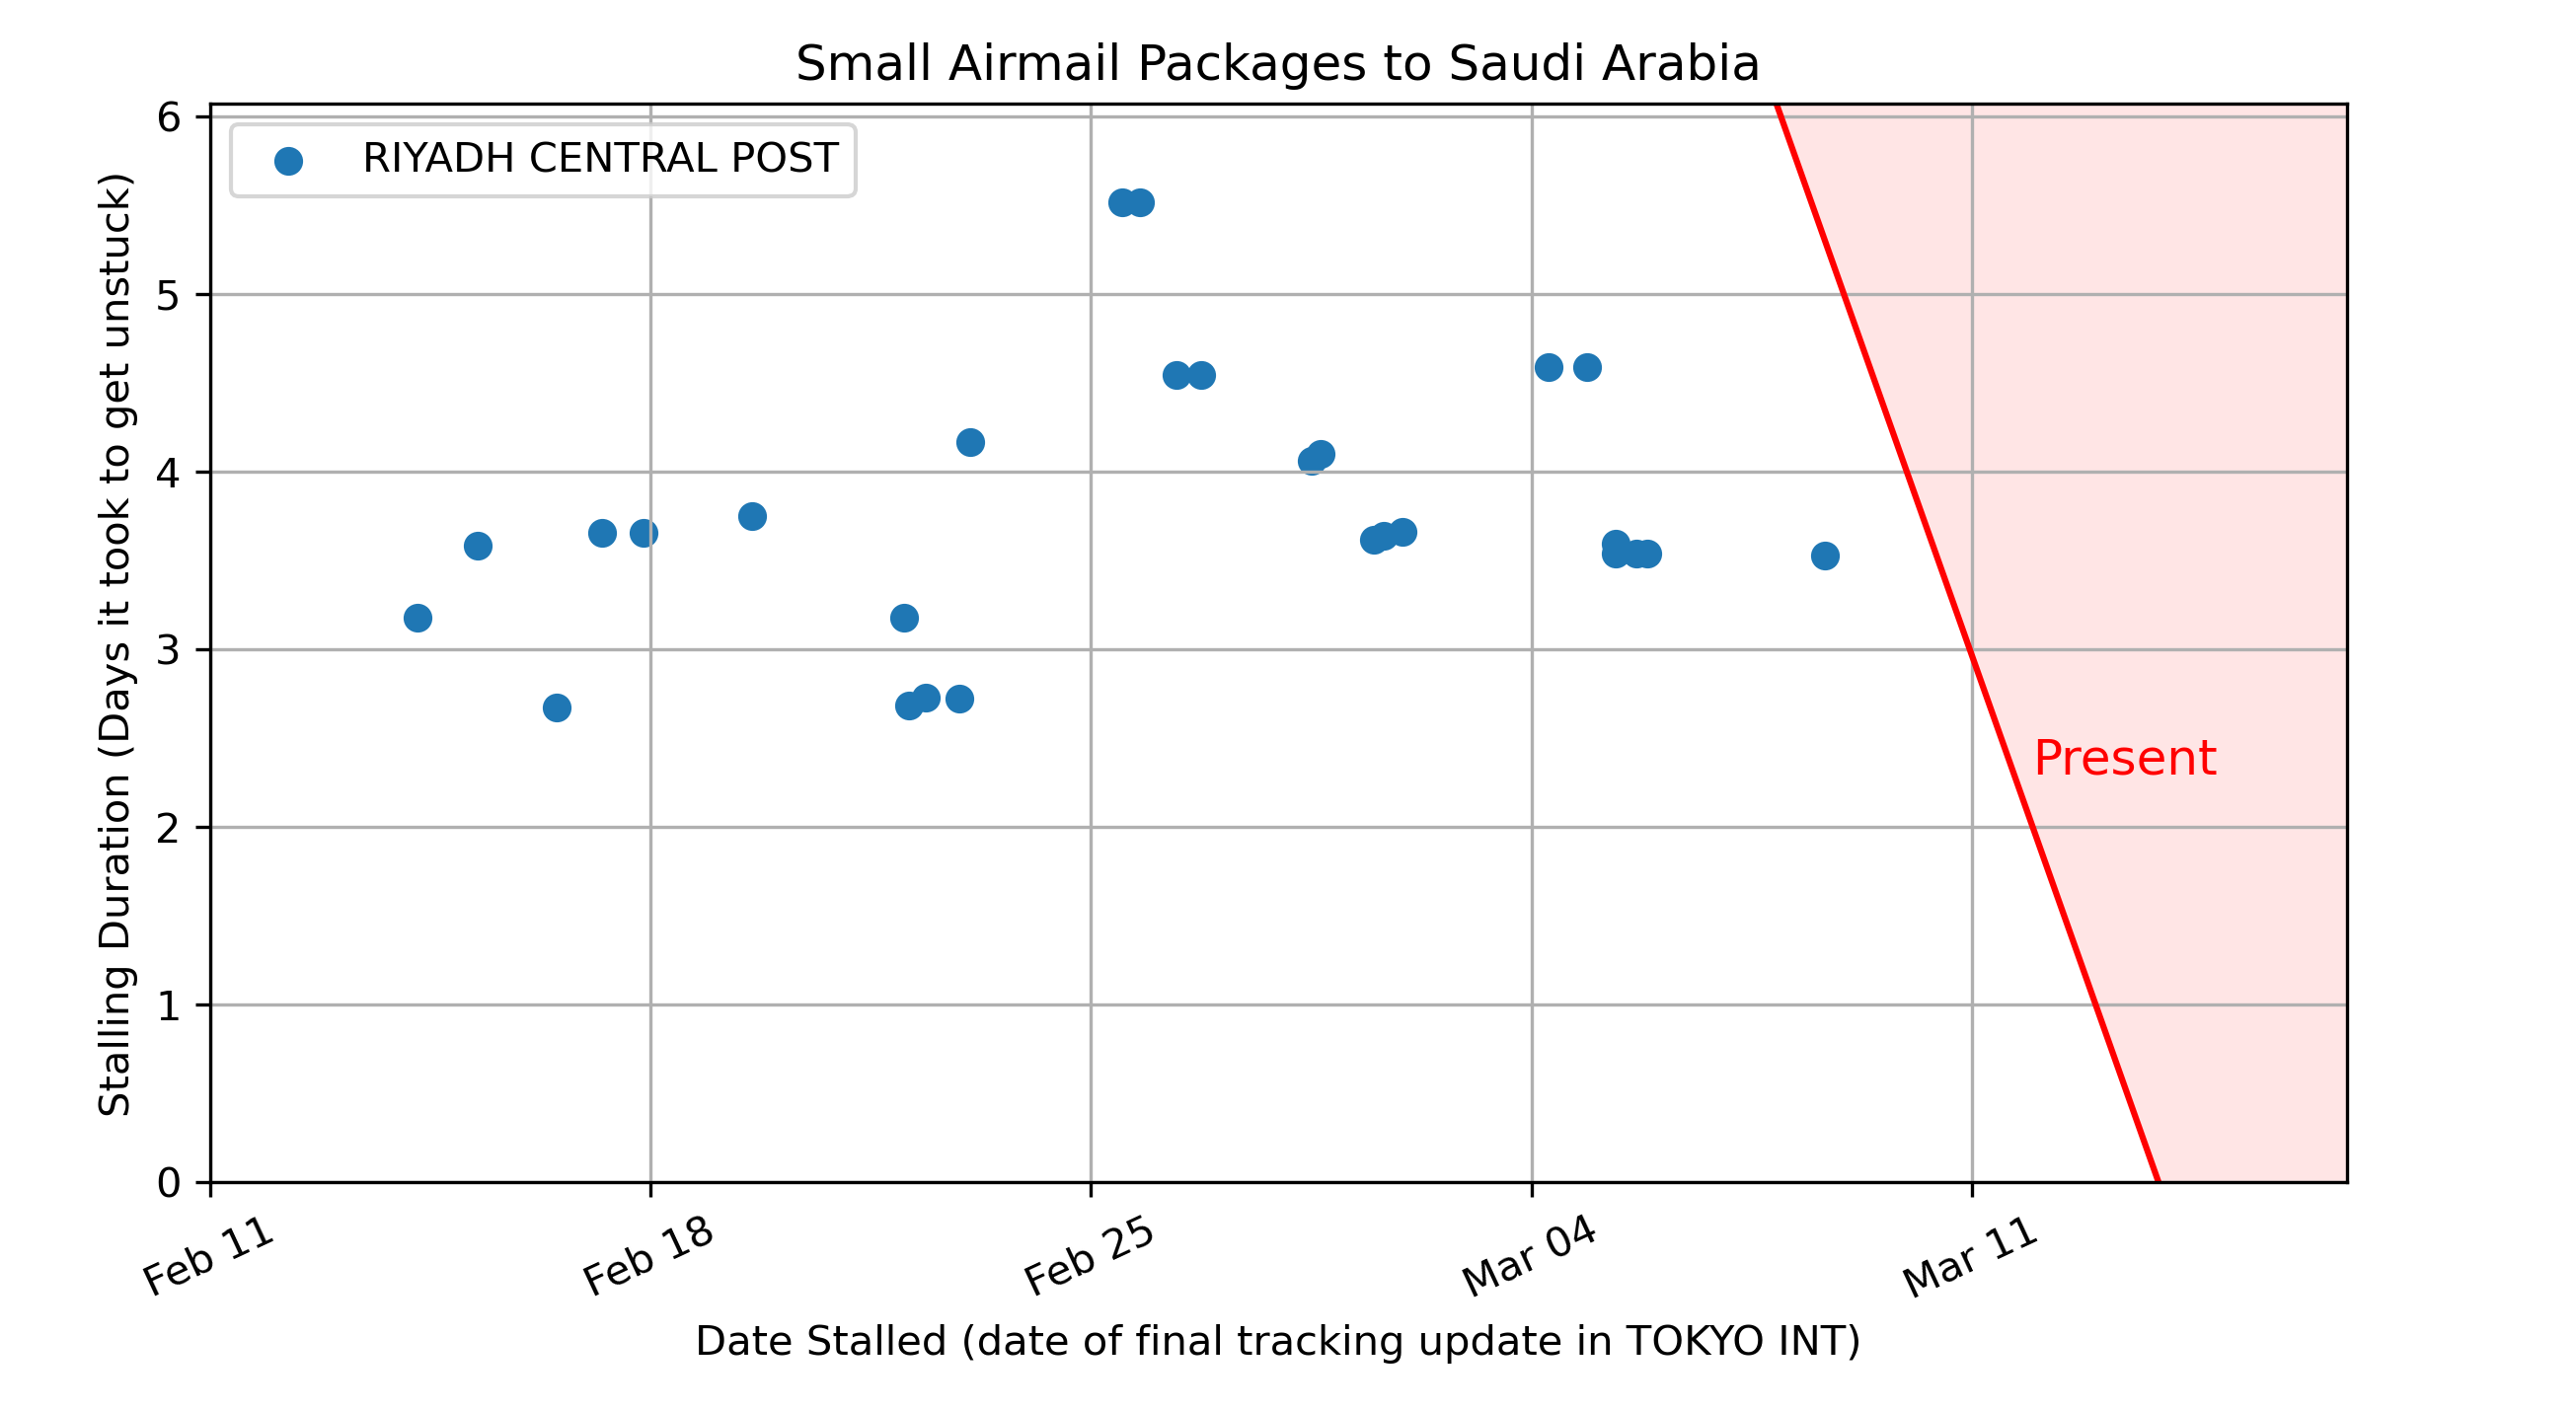 Small Airmail Packages to Saudi Arabia
RIYADH CENTRAL POST
Stalling Duration (Days it took to get unstuck)
6
5
4
3
2
1
0
Present
Feb 11
Feb 18
Feb 25
Mar 04
Mar 11
Date Stalled (date of final tracking update in TOKYO INT)